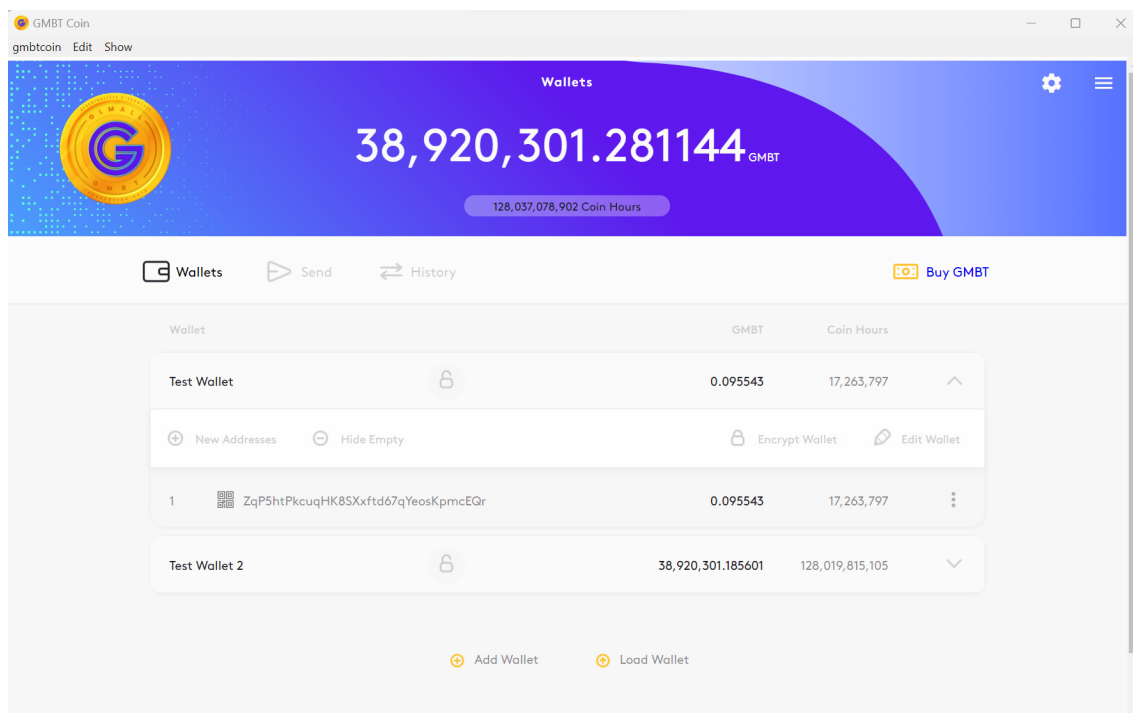 GMBT Coin
gmbtcoin Edit Show
Wallets
38,920,301.281144 GMBT
128,037,078,902 Coin Hours
GLMALL
GMBT
Wallets Send History Buy GMBT
Wallet GMBT Coin Hours
Test Wallet 0.095543 17,263,797
New Addresses Hide Empty Encrypt Wallet Edit Wallet
1 ZqP5htPkcuqHK8SXxftd67qYeosKpmcEQr 0.095543 17,263,797
Test Wallet 2 38,920,301.185601 128,019,815,105
Add Wallet Load Wallet